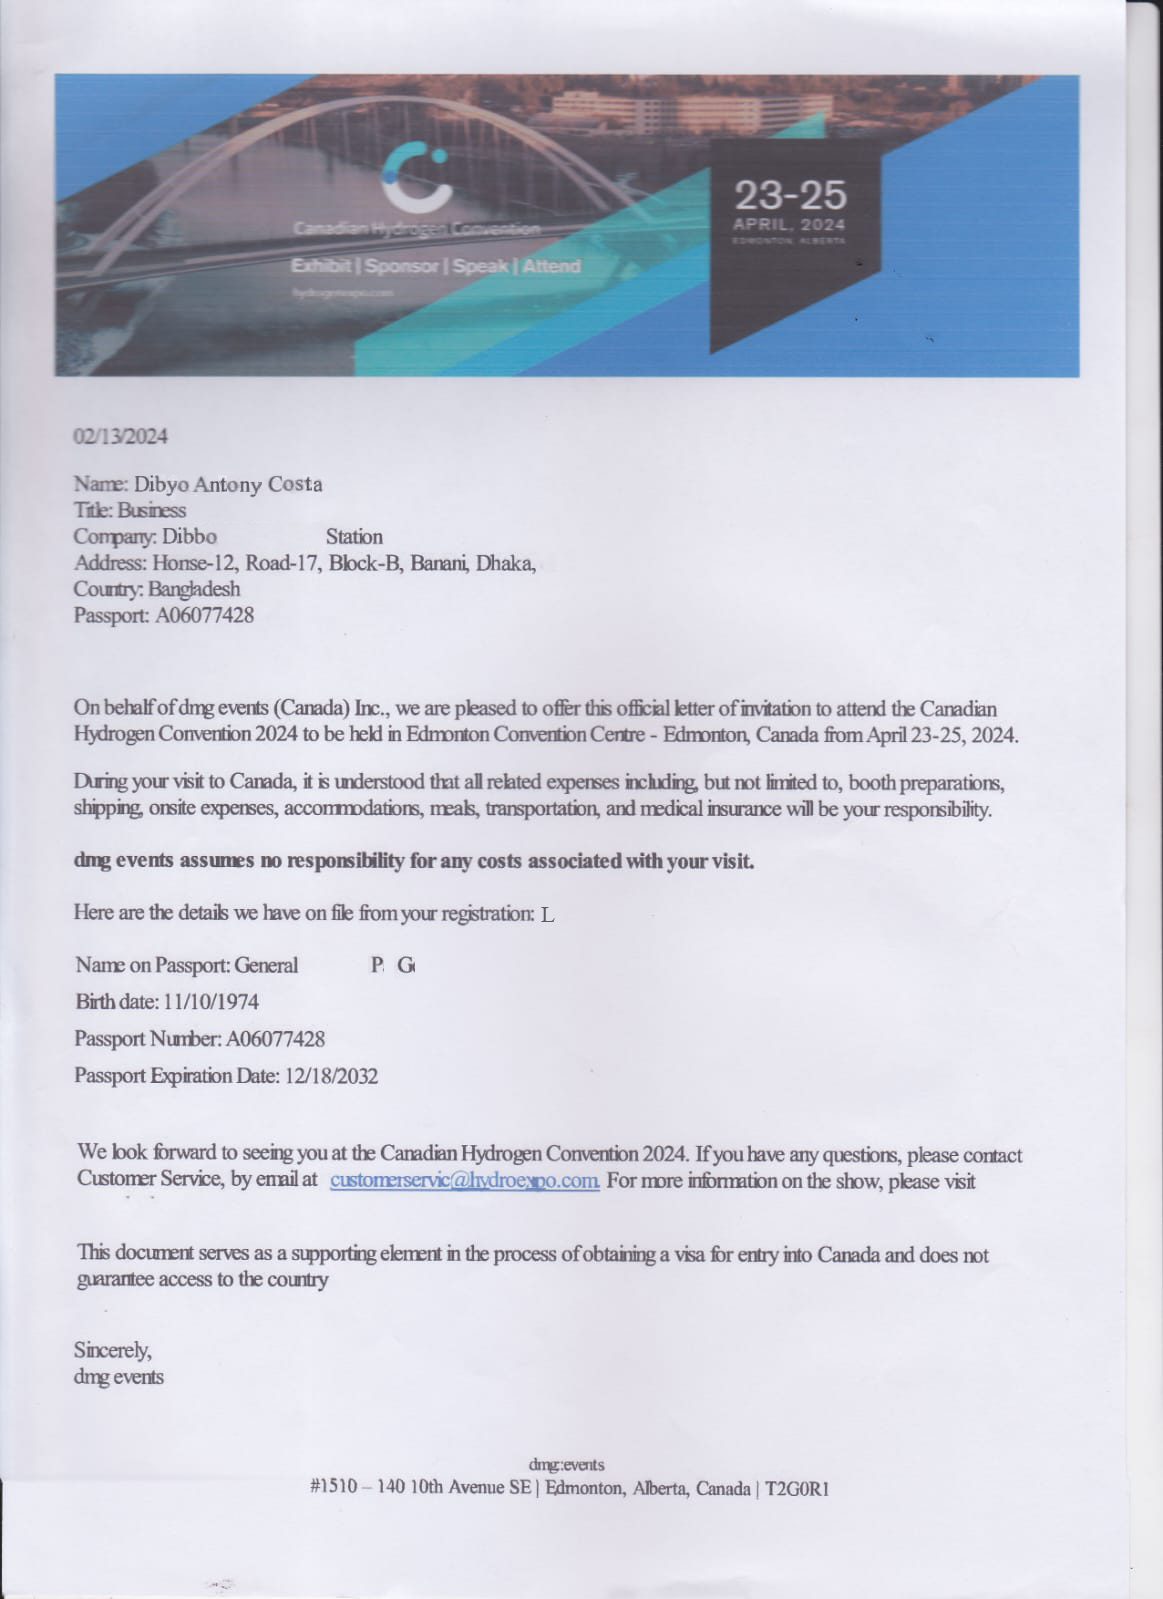 Canadian Hydrogen Convention
Exhibit | Sponsor | Speak | Attend
hydrogenexpo.com
23-25
APRIL, 2024
EDMONTON, ALBERTA
02/13/2024
Name: Dibyo Antony Costa
Title: Business
Company: Dibbo Station
Address: Honse-12, Road-17, Block-B, Banani, Dhaka,
Country: Bangladesh
Passport: A06077428
On behalf of dmg events (Canada) Inc., we are pleased to offer this official letter of invitation to attend the Canadian
Hydrogen Convention 2024 to be held in Edmonton Convention Centre - Edmonton, Canada from April 23-25, 2024.
During your visit to Canada, it is understood that all related expenses including, but not limited to, booth preparations,
shipping, onsite expenses, accommodations, meals, transportation, and medical insurance will be your responsibility.
dmg events assumes no responsibility for any costs associated with your visit.
Here are the details we have on file from your registration: L
Name on Passport: General P G
Birth date: 11/10/1974
Passport Number: A06077428
Passport Expiration Date: 12/18/2032
We look forward to seeing you at the Canadian Hydrogen Convention 2024. If you have any questions, please contact
Customer Service, by email at customerservic@hydroexpo.com. For more information on the show, please visit
This document serves as a supporting element in the process of obtaining a visa for entry into Canada and does not
guarantee access to the country
Sincerely,
dmg events
dmg:events
#1510 – 140 10th Avenue SE | Edmonton, Alberta, Canada | T2G0R1